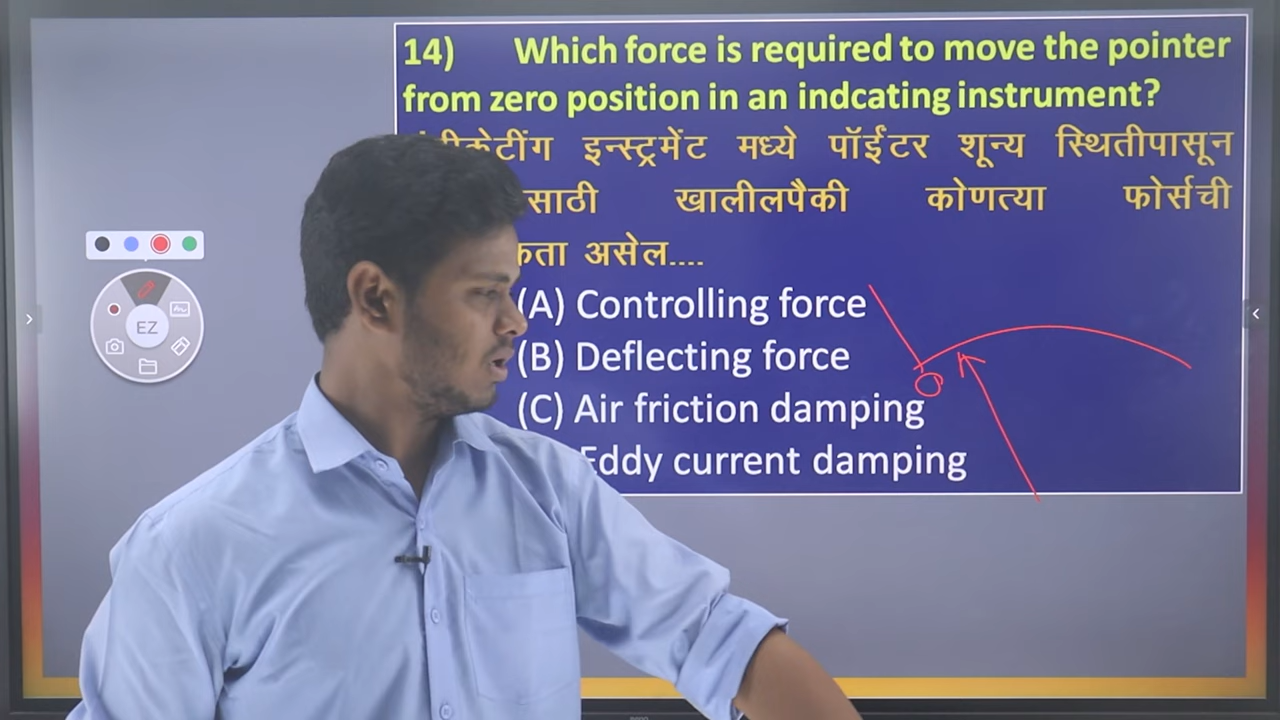 14) Which force is required to move the pointer
from zero position in an indcating instrument?
इन्स्ट्रमेंट मध्ये पॉईंटर शून्य स्थितीपासून
साठी खालीलपैकी कोणत्या फोर्सची
असेल....
(A) Controlling force
(B) Deflecting force
(C) Air friction damping
Eddy current damping
EZ
0